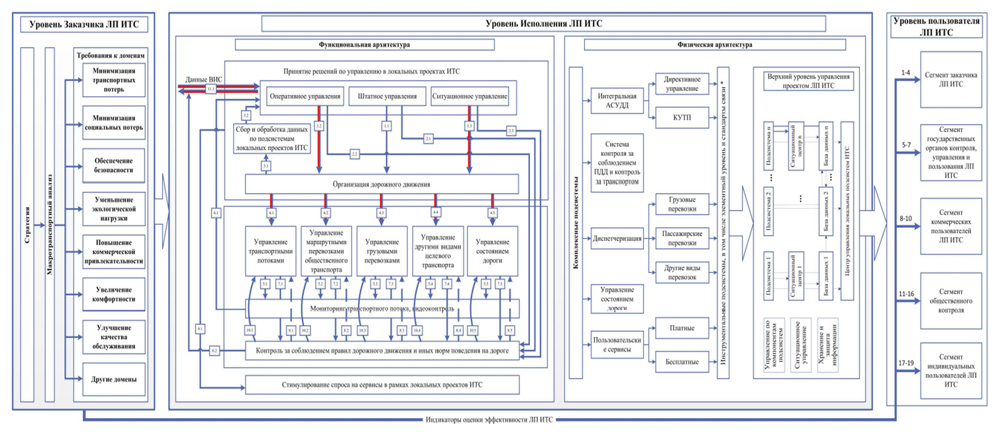 Уровень Заказчика ЛП ИТС
Стратегия
Макротранспортный анализ
Требования к доменам
Минимизация
транспортных
потерь
Минимизация
социальных потерь
Обеспечение
безопасности
Уменьшение
экологической
нагрузки
Повышение
коммерческой
привлекательности
Увеличение
комфортности
Улучшение
качества
обслуживания
Другие домены
Уровень Исполнения ЛП ИТС
Функциональная архитектура
Принятие решений по управлению в локальных проектах ИТС
Данные ВИС
11.1
Оперативное управления
Штатное управления
Ситуационное управление
3.2
1.2
1.1
1.3
2.3
Сбор и обработка данных
по подсистемам
локальных проектов ИТС
2.1
2.2
3.1
Организация дорожного движения
6.1
4.1
4.2
4.3
4.4
4.5
Управление
транспортными
потоками
Управление
маршрутными
перевозками
общественного
транспорта
Управление
грузовыми
перевозками
Управление
другими видами
целевого
транспорта
Управление
состоянием
дороги
5.1
7.1
5.2
7.2
5.3
7.3
5.4
7.4
5.5
7.5
Мониторинг транспортного потока, видеоконтроль
9.1
10.1
8.1
10.2
8.2
10.3
8.3
10.4
8.4
10.5
8.5
6.2
Контроль за соблюдением правил дорожного движения и иных норм поведения на дороге
Стимулирование спроса на сервисы в рамках локальных проектов ИТС
Физическая архитектура
Комплексные подсистемы
Интегральная
АСУДД
Система
контроля за
соблюдением
ПДД и контроль
за транспортом
Диспетчеризация
Управление
состоянием
дороги
Пользовательски
е сервисы
Директивное
управление
КУТП
Грузовые
перевозки
Пассажирские
перевозки
Другие виды
перевозок
Платные
Бесплатные
Инструментальные подсистемы, в том числе элементный уровень и стандарты связи *
Верхний уровень управления
проектом ЛП ИТС
Подсистема n
Ситуационный
центр n
База данных n
...
...
...
Подсистема 2
База данных 2
Подсистема 1
Ситуационный
центр 1
База данных 1
Центр управления локальных подсистем ИТС
Управление по
компонентам
подсистем
Ситуационное
управление
Хранение и
защита
информации
Уровень пользователя
ЛП ИТС
1-4
Сегмент заказчика
ЛП ИТС
5-7
Сегмент
государственных
органов контроля,
управления и
пользования ЛП
ИТС
8-10
Сегмент
коммерческих
пользователей
ЛП ИТС
11-16
Сегмент
общественного
контроля
17-19
Сегмент
индивидуальных
пользователей ЛП
ИТС
Индикаторы оценки эффективности ЛП ИТС